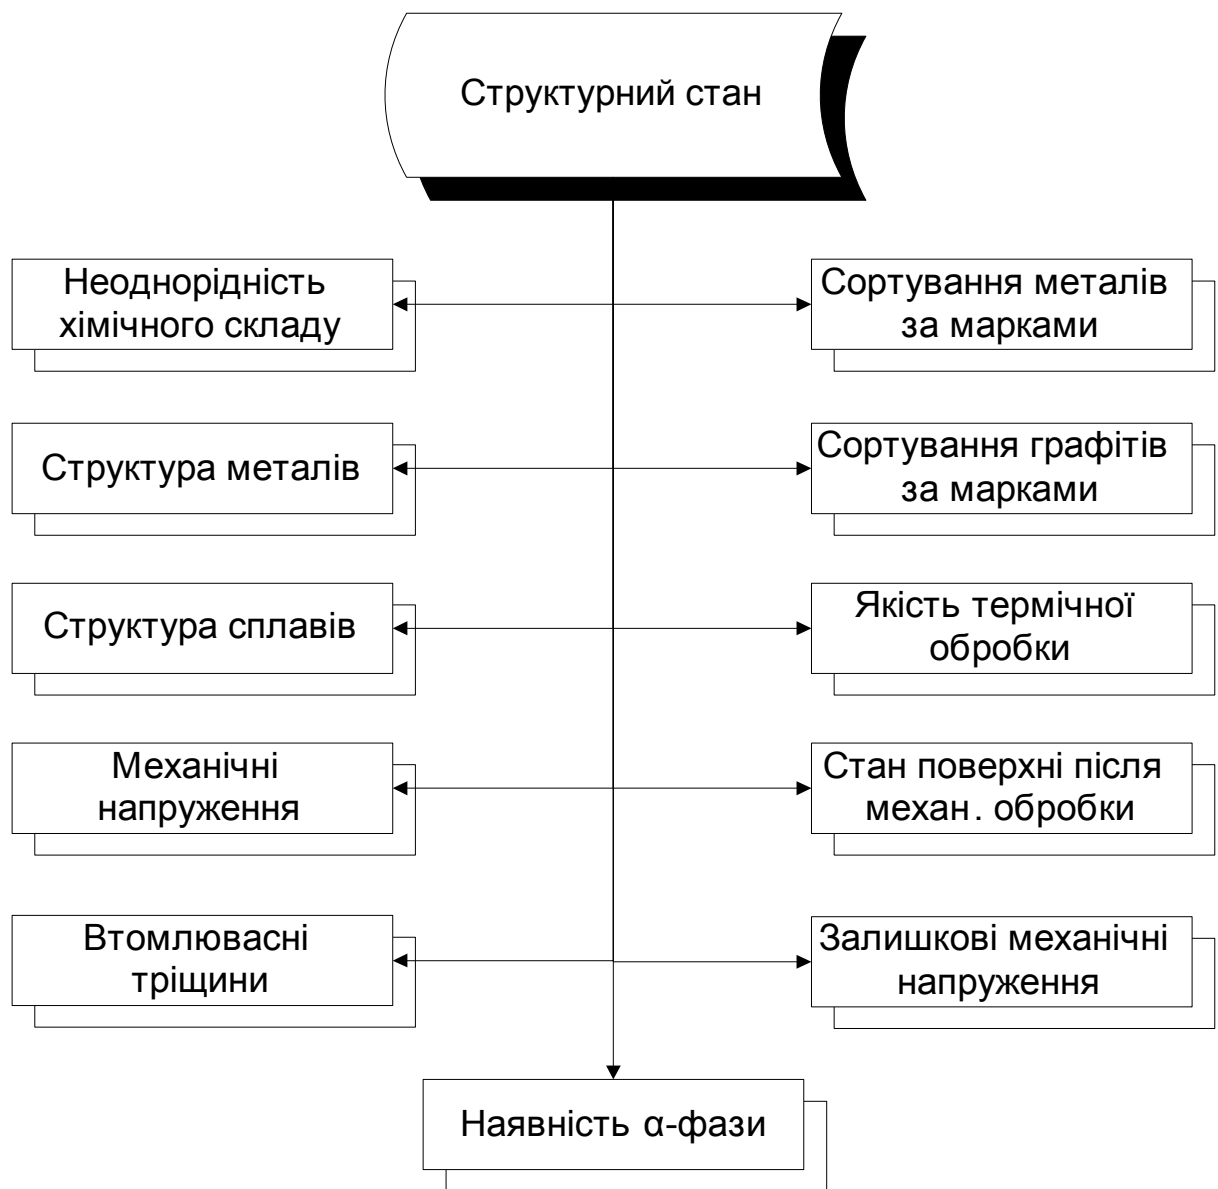 Структурний стан
Неоднорідність
хімічного складу
Сортування металів
за марками
Структура металів
Сортування графітів
за марками
Структура сплавів
Якість термічної
обробки
Механічні
напруження
Стан поверхні після
механ. обробки
Втомлювасні
тріщини
Залишкові механічні
напруження
Наявність α-фази